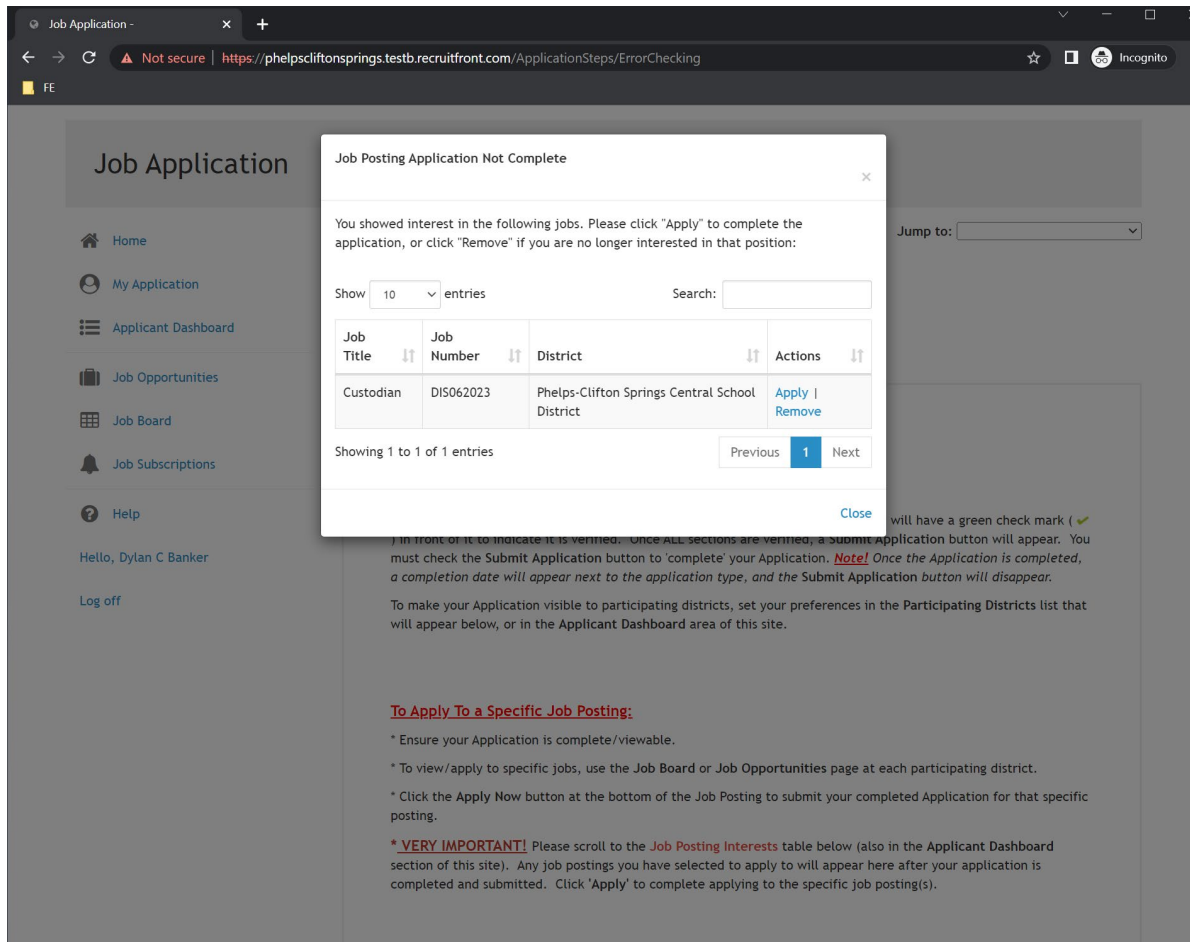 Job Application -
Not secure | https://phelpscliftonsprings.testb.recruitfront.com/ApplicationSteps/ErrorChecking
Incognito
FE
Job Application
Home
My Application
Applicant Dashboard
Job Opportunities
Job Board
Job Subscriptions
Help
Hello, Dylan C Banker
Log off
Jump to:
Job Posting Application Not Complete
×
You showed interest in the following jobs. Please click "Apply" to complete the
application, or click "Remove" if you are no longer interested in that position:
Show 10 entries Search:
Job Title Job Number District Actions
Custodian DIS062023 Phelps-Clifton Springs Central School District Apply | Remove
Showing 1 to 1 of 1 entries Previous 1 Next
Close
will have a green check mark ( ✔
) in front of it to indicate it is verified. Once ALL sections are verified, a Submit Application button will appear. You
must check the Submit Application button to 'complete' your Application. Note! Once the Application is completed,
a completion date will appear next to the application type, and the Submit Application button will disappear.
To make your Application visible to participating districts, set your preferences in the Participating Districts list that
will appear below, or in the Applicant Dashboard area of this site.
To Apply To a Specific Job Posting:
* Ensure your Application is complete/viewable.
* To view/apply to specific jobs, use the Job Board or Job Opportunities page at each participating district.
* Click the Apply Now button at the bottom of the Job Posting to submit your completed Application for that specific
posting.
* VERY IMPORTANT! Please scroll to the Job Posting Interests table below (also in the Applicant Dashboard
section of this site). Any job postings you have selected to apply to will appear here after your application is
completed and submitted. Click 'Apply' to complete applying to the specific job posting(s).